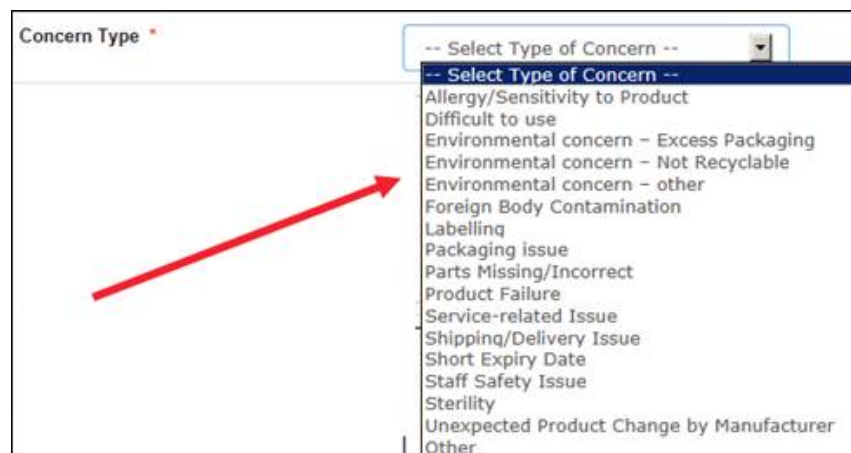 Concern Type *
-- Select Type of Concern --
-- Select Type of Concern --
Allergy/Sensitivity to Product
Difficult to use
Environmental concern – Excess Packaging
Environmental concern – Not Recyclable
Environmental concern – other
Foreign Body Contamination
Labelling
Packaging issue
Parts Missing/Incorrect
Product Failure
Service-related Issue
Shipping/Delivery Issue
Short Expiry Date
Staff Safety Issue
Sterility
Unexpected Product Change by Manufacturer
Other